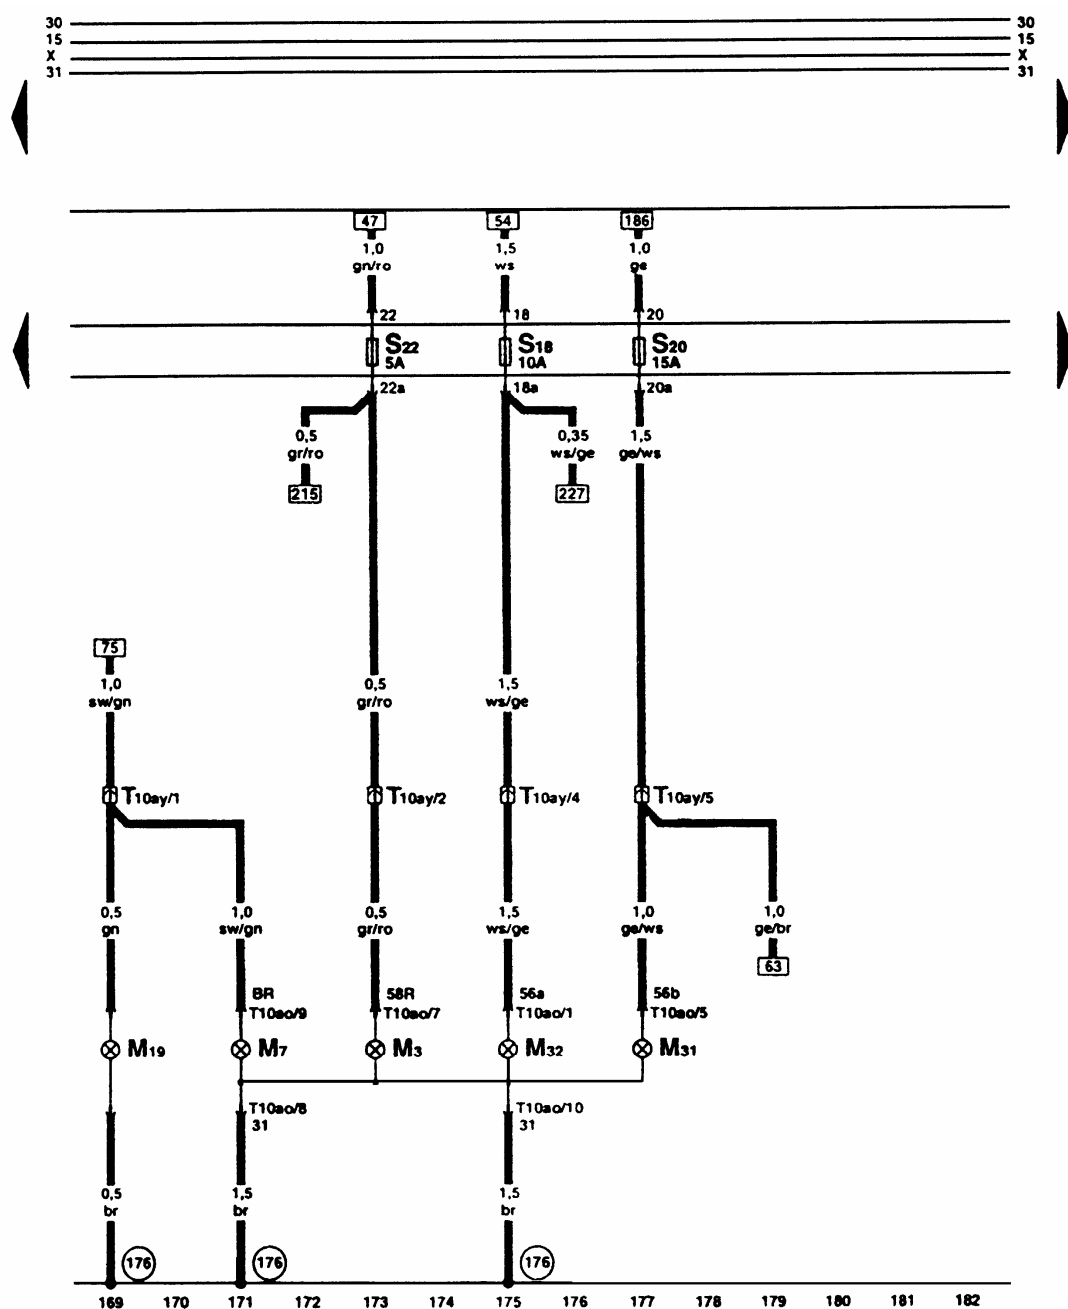 30 30
15 15
X X
31 31
47 54 186
1,0 1,5 1,0
gn/ro ws ge
22 18 20
S22 S18 S20
5A 10A 15A
22a 18a 20a
0,5 0,35 1,5
gr/ro ws/ge ge/ws
215 227
75
1,0 0,5 1,5
sw/gn gr/ro ws/ge
T10ay/1 T10ay/2 T10ay/4 T10ay/5
0,5 1,0 0,5 1,5 1,0 1,0
gn sw/gn gr/ro ws/ge ge/ws ge/br
63
BR 58R 56a 56b
T10ao/9 T10ao/7 T10ao/1 T10ao/5
M19 M7 M3 M32 M31
T10ao/8 T10ao/10
31 31
0,5 1,5 1,5
br br br
176 176 176
169 170 171 172 173 174 175 176 177 178 179 180 181 182